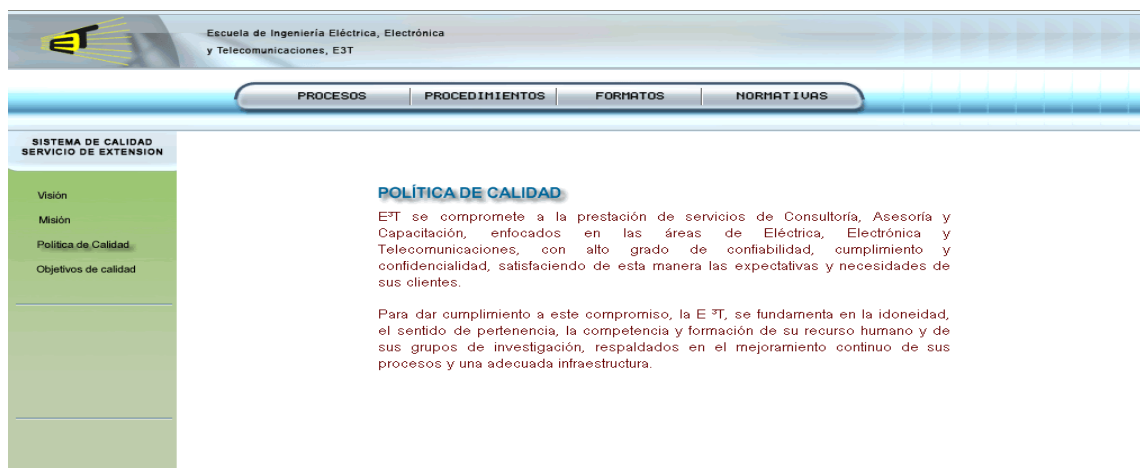 Escuela de Ingeniería Eléctrica, Electrónica
y Telecomunicaciones, E3T
PROCESOS
PROCEDIMIENTOS
FORMATOS
NORMATIVAS
SISTEMA DE CALIDAD
SERVICIO DE EXTENSION
Visión
Misión
Política de Calidad
Objetivos de calidad
POLÍTICA DE CALIDAD
E³T se compromete a la prestación de servicios de Consultoría, Asesoría y
Capacitación, enfocados en las áreas de Eléctrica, Electrónica y
Telecomunicaciones, con alto grado de confiabilidad, cumplimiento y
confidencialidad, satisfaciendo de esta manera las expectativas y necesidades de
sus clientes.
Para dar cumplimiento a este compromiso, la E ³T, se fundamenta en la idoneidad,
el sentido de pertenencia, la competencia y formación de su recurso humano y de
sus grupos de investigación, respaldados en el mejoramiento continuo de sus
procesos y una adecuada infraestructura.